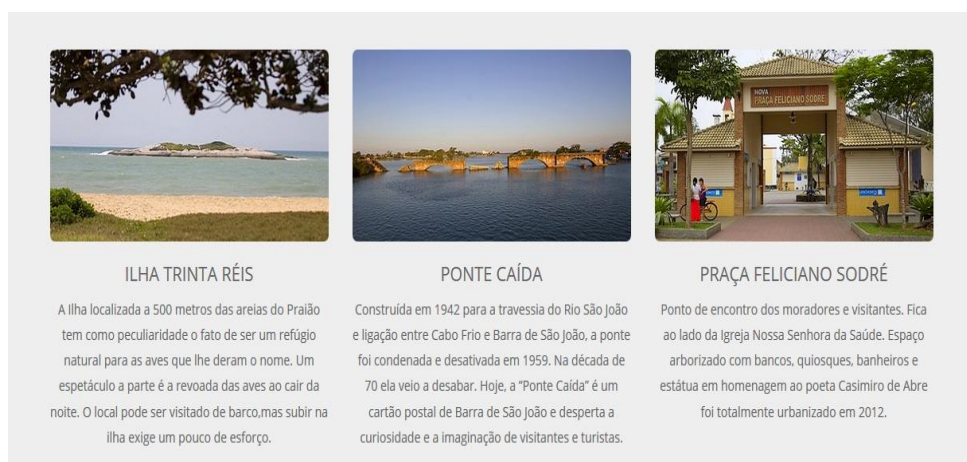 NOVA
PRAÇA FELICIANO SODRÉ
ILHA TRINTA RÉIS
A Ilha localizada a 500 metros das areias do Praião
tem como peculiaridade o fato de ser um refúgio
natural para as aves que lhe deram o nome. Um
espetáculo a parte é a revoada das aves ao cair da
noite. O local pode ser visitado de barco,mas subir na
ilha exige um pouco de esforço.
PONTE CAÍDA
Construída em 1942 para a travessia do Rio São João
e ligação entre Cabo Frio e Barra de São João, a ponte
foi condenada e desativada em 1959. Na década de
70 ela veio a desabar. Hoje, a “Ponte Caída” é um
cartão postal de Barra de São João e desperta a
curiosidade e a imaginação de visitantes e turistas.
PRAÇA FELICIANO SODRÉ
Ponto de encontro dos moradores e visitantes. Fica
ao lado da Igreja Nossa Senhora da Saúde. Espaço
arborizado com bancos, quiosques, banheiros e
estátua em homenagem ao poeta Casimiro de Abre
foi totalmente urbanizado em 2012.